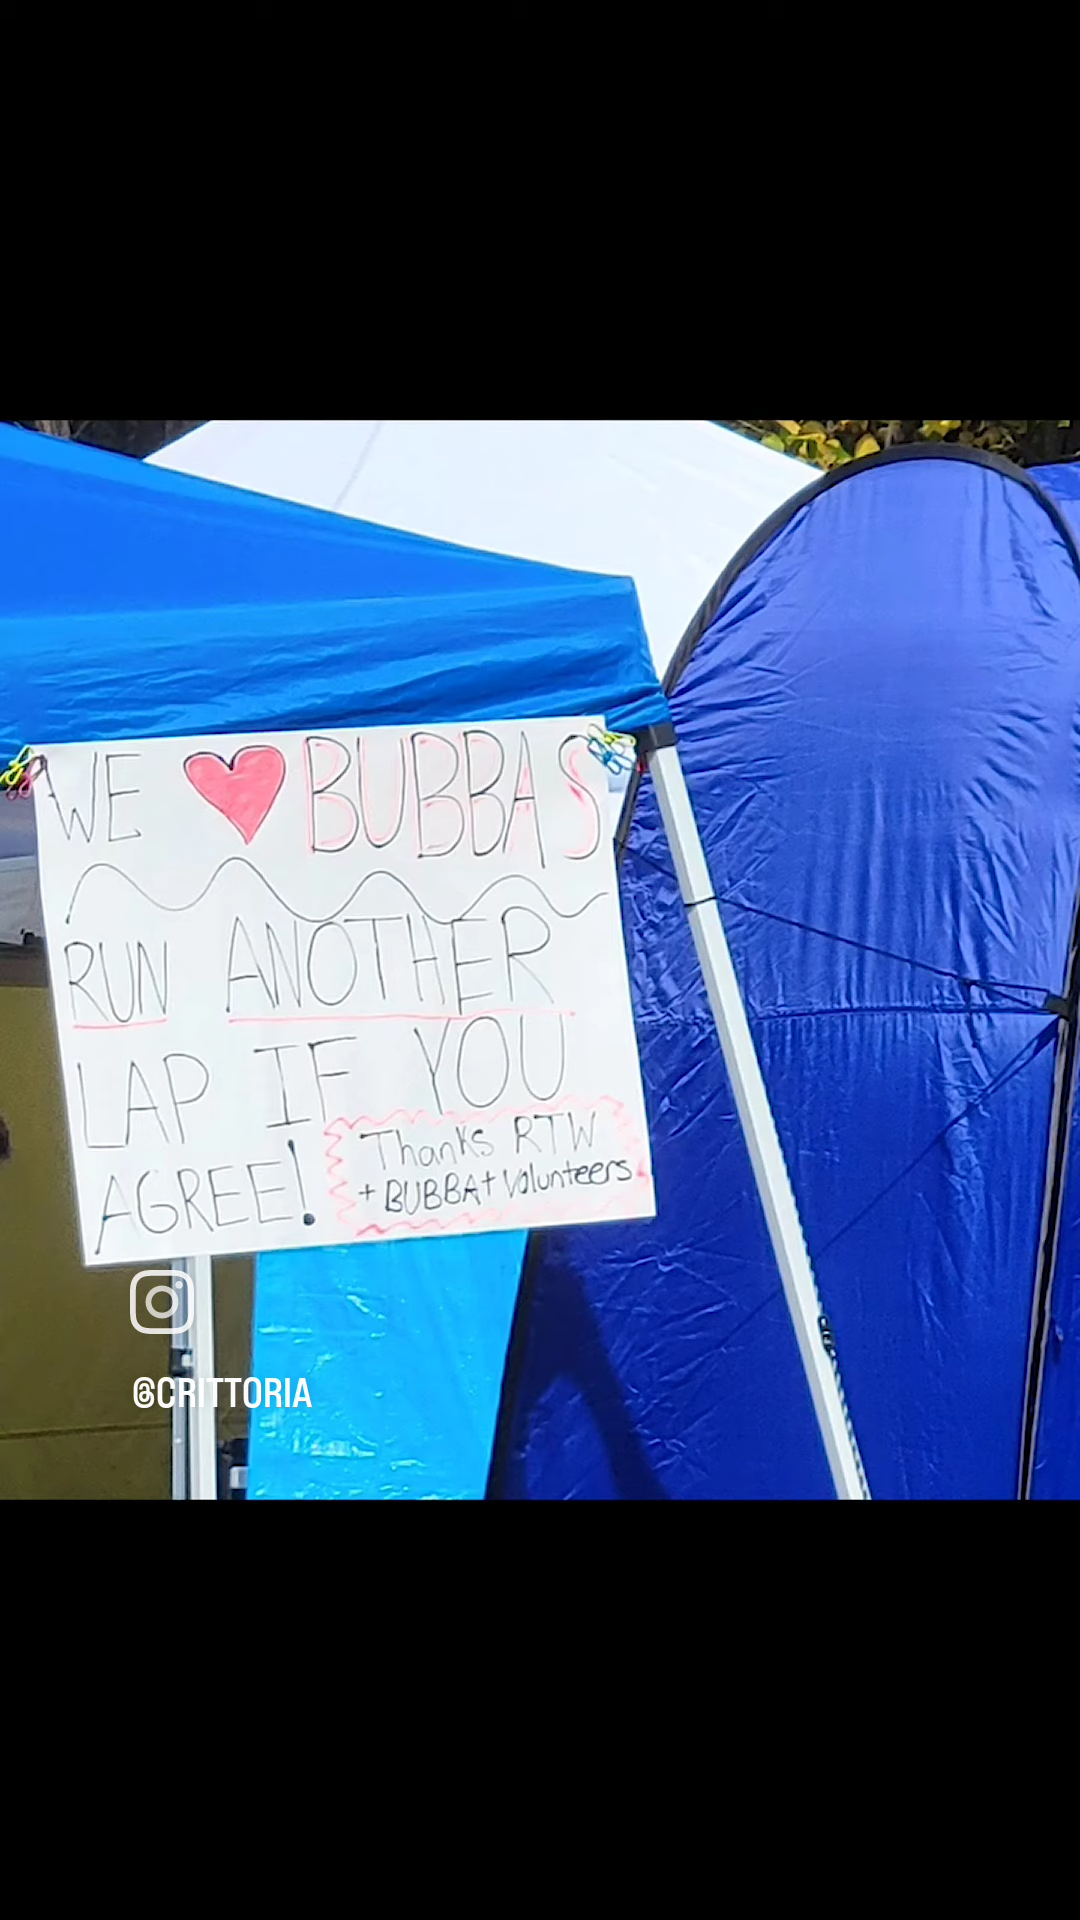 WE ❤ BUBBAS
RUN ANOTHER
LAP IF YOU
AGREE!
Thanks RTW
+ BUBBA + Volunteers
@CRITTORIA